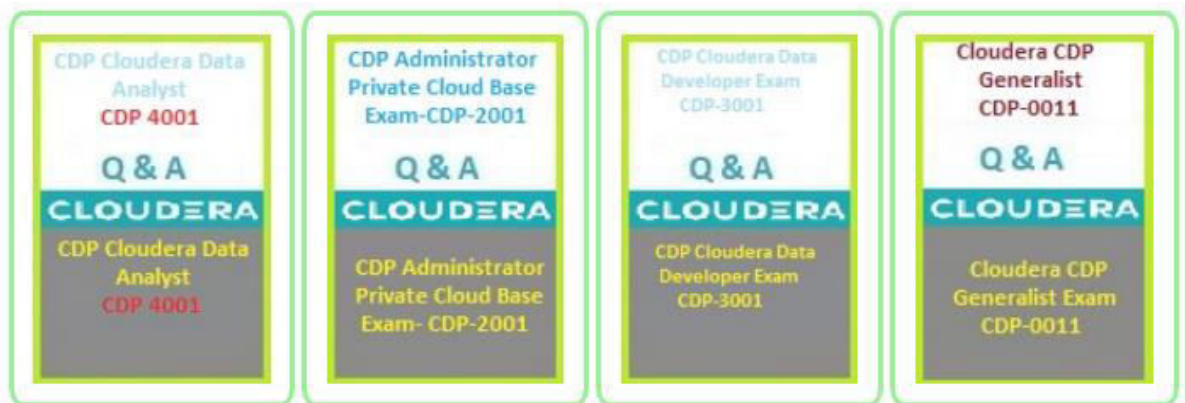 CDP Cloudera Data
Analyst
CDP 4001
Q & A
CLOUDERA
CDP Cloudera Data
Analyst
CDP 4001
CDP Administrator
Private Cloud Base
Exam-CDP-2001
Q & A
CLOUDERA
CDP Administrator
Private Cloud Base
Exam- CDP-2001
CDP Cloudera Data
Developer Exam
CDP-3001
Q & A
CLOUDERA
CDP Cloudera Data
Developer Exam
CDP-3001
Cloudera CDP
Generalist
CDP-0011
Q & A
CLOUDERA
Cloudera CDP
Generalist Exam
CDP-0011